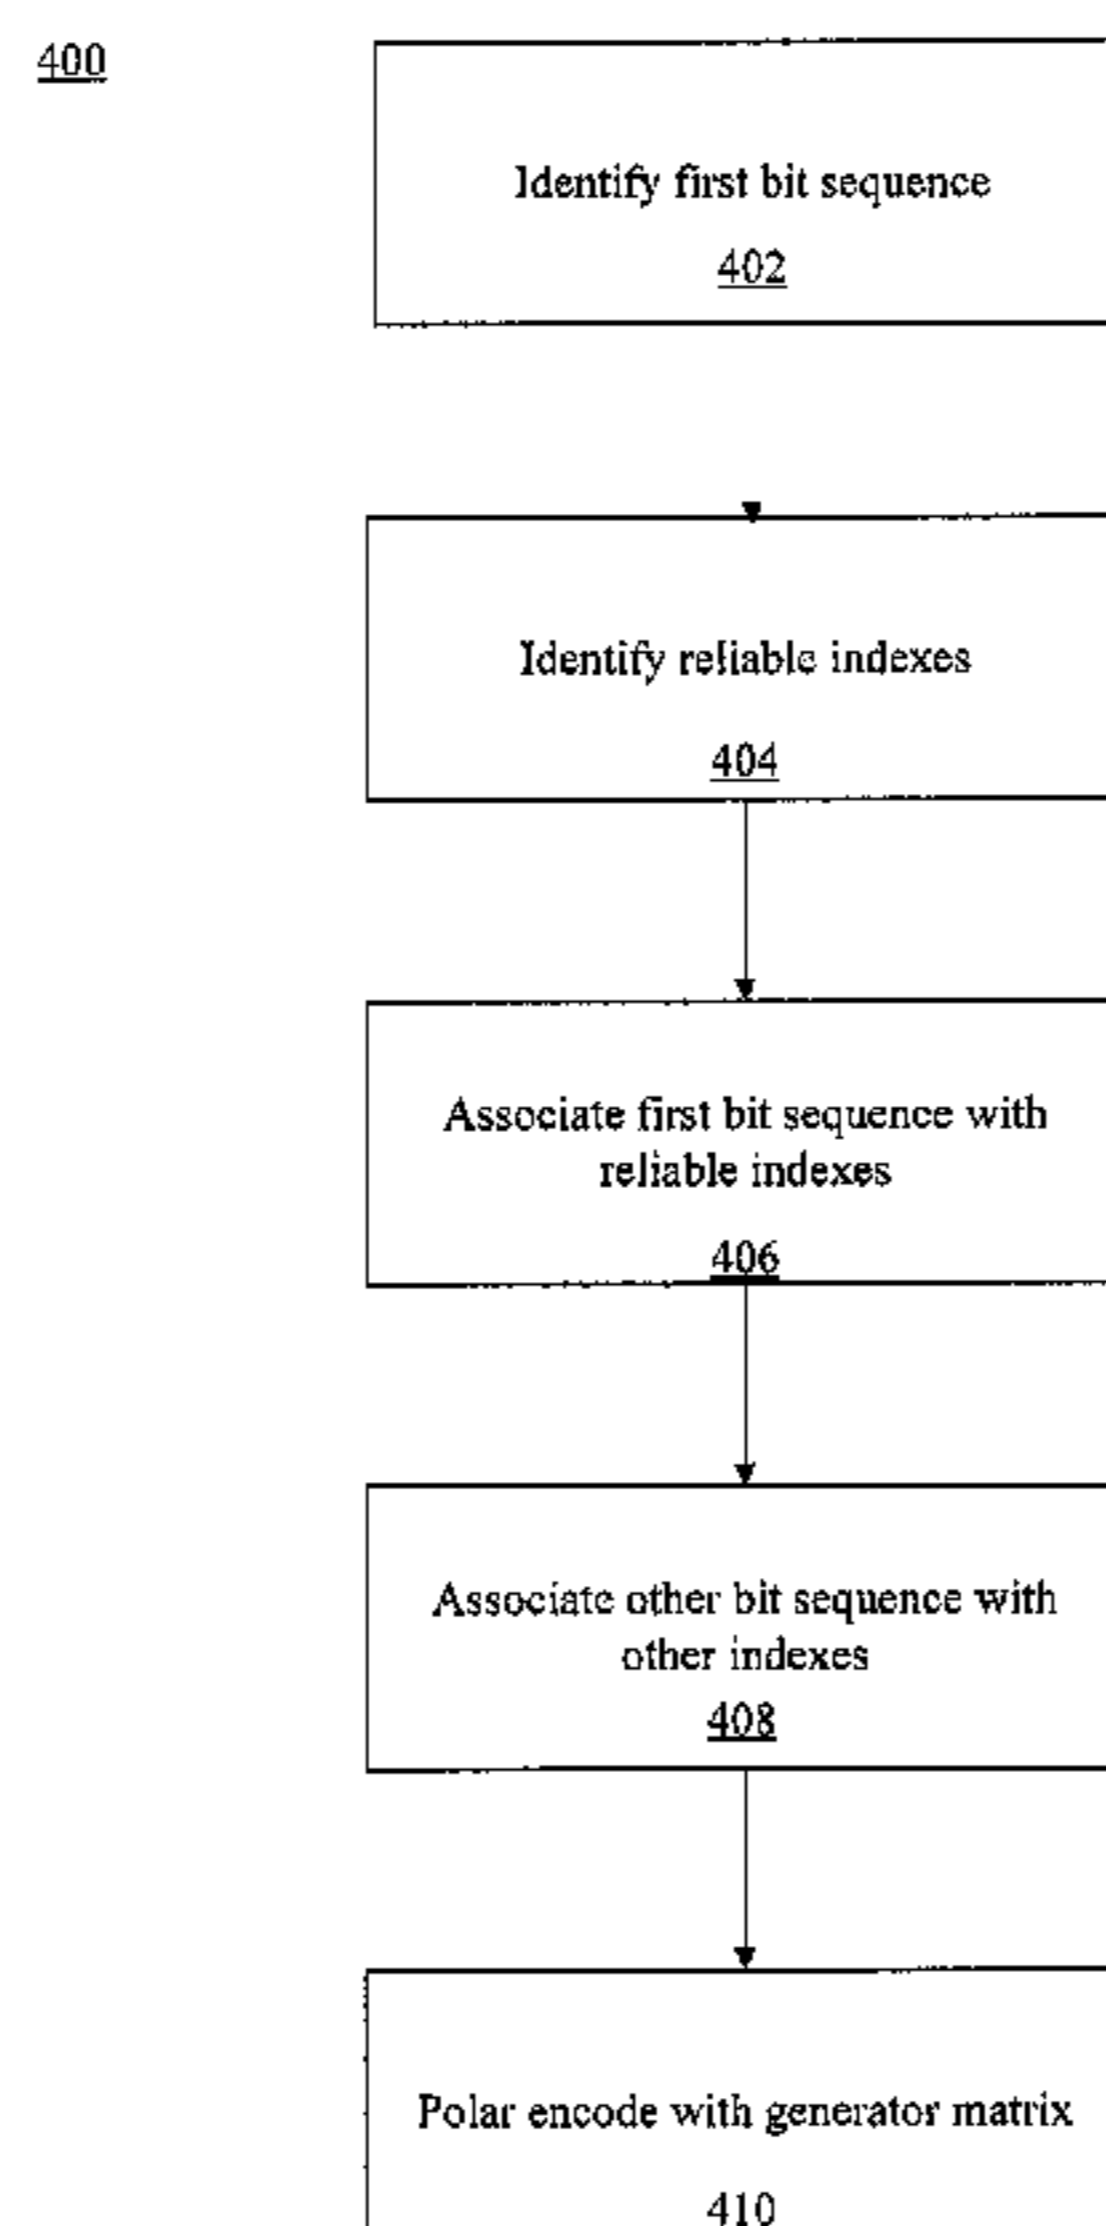 400
Identify first bit sequence
402
Identify reliable indexes
404
Associate first bit sequence with
reliable indexes
406
Associate other bit sequence with
other indexes
408
Polar encode with generator matrix
410